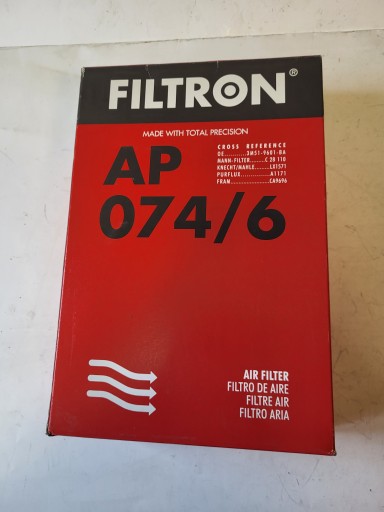 FILTRON®
MADE WITH TOTAL PRECISION
AP
074/6
CROSS REFERENCE
OE..........3M51-9601-BA
MANN-FILTER.......C 20 110
KNECHT/MAHLE.......LX1571
PURFLUX............A1171
FRAM..............CA9696
AIR FILTER
FILTRO DE AIRE
FILTRE AIR
FILTRO ARIA